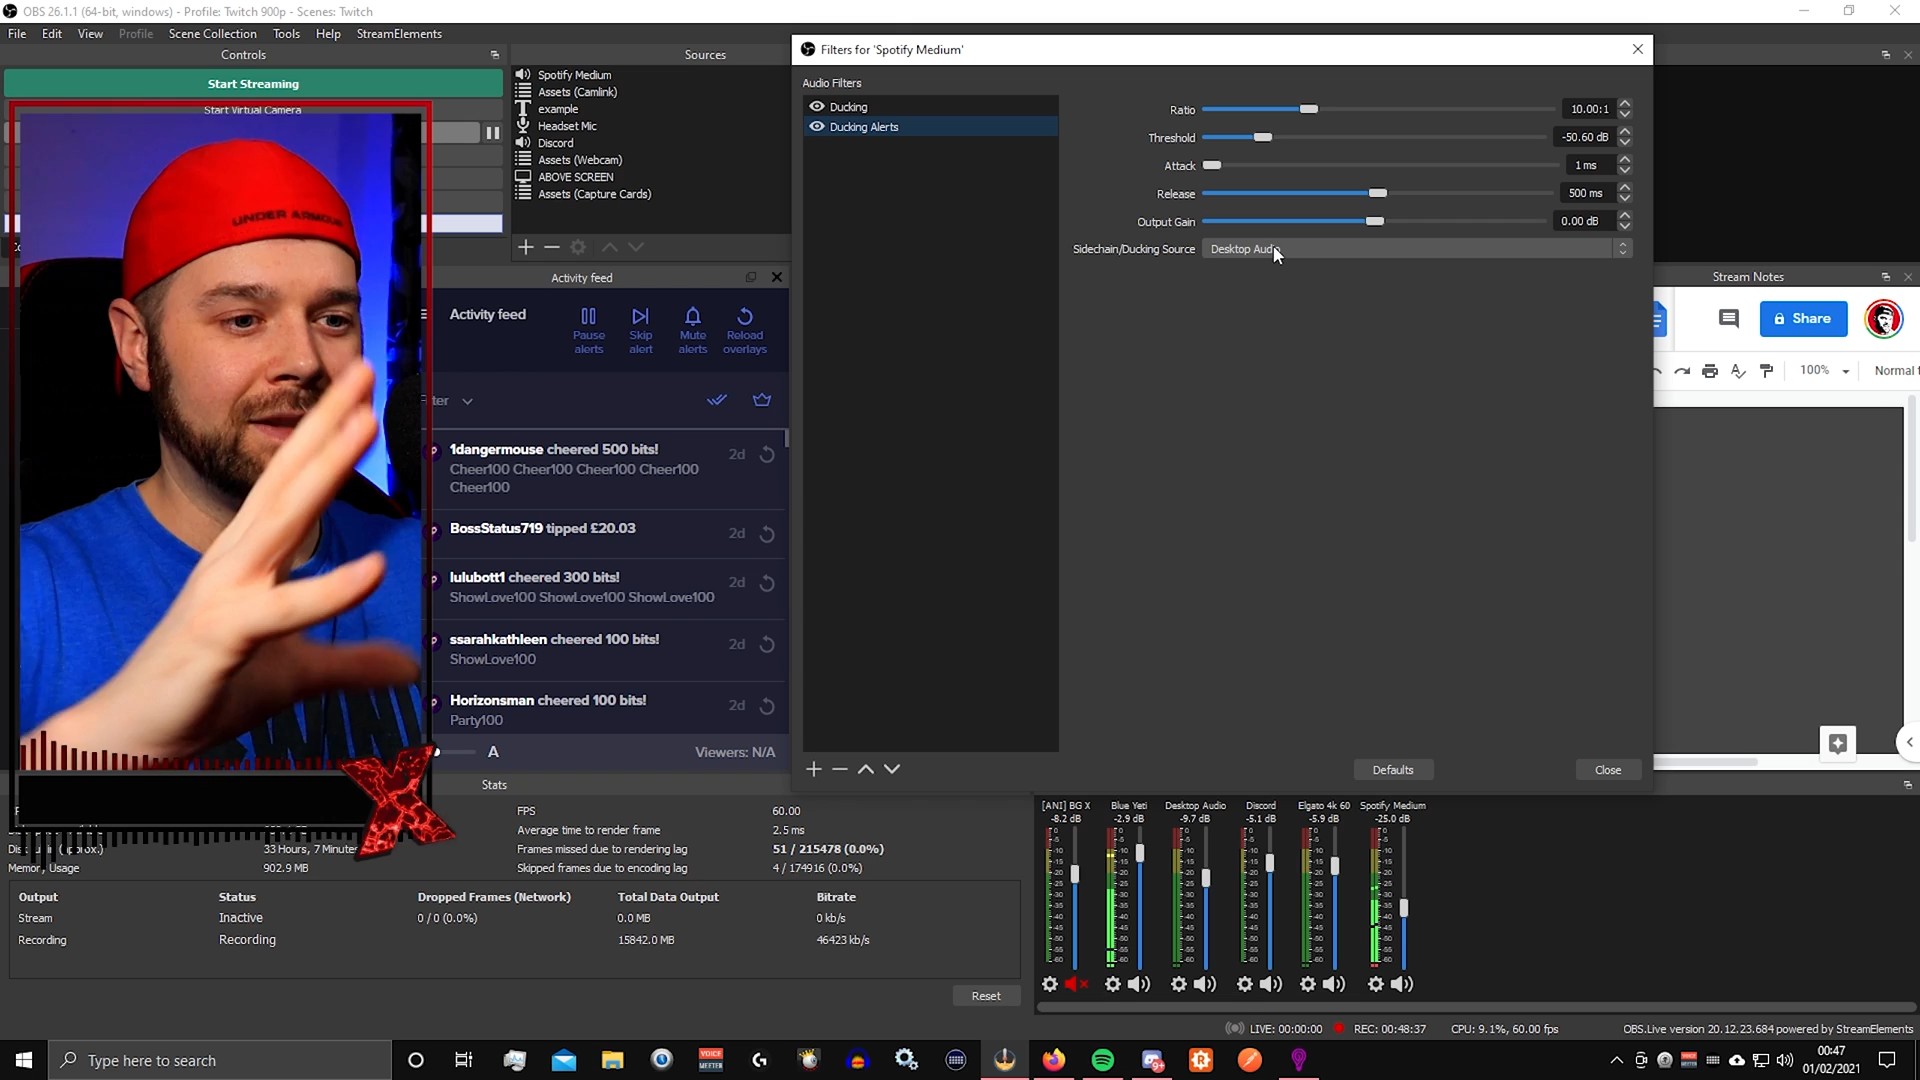 OBS 26.1.1 (64-bit, windows) - Profile: Twitch 900p - Scenes: Twitch
File Edit View Profile Scene Collection Tools Help StreamElements
Controls
Start Streaming
Start Virtual Camera
UNDER ARMOUR
Sources
Spotify Medium
Assets (Camlink)
example
Headset Mic
Discord
Assets (Webcam)
ABOVE SCREEN
Assets (Capture Cards)
Activity feed
Activity feed
Pause alerts
Skip alert
Mute alerts
Reload overlays
1dangermouse cheered 500 bits!
2d
Cheer100 Cheer100 Cheer100 Cheer100
Cheer100
BossStatus719 tipped £20.03
2d
lulubott1 cheered 300 bits!
2d
ShowLove100 ShowLove100 ShowLove100
ssarahkathleen cheered 100 bits!
2d
ShowLove100
Horizonsman cheered 100 bits!
2d
Party100
A
Viewers: N/A
Filters for 'Spotify Medium'
Audio Filters
Ducking
Ducking Alerts
Ratio 10.00:1
Threshold -50.60 dB
Attack 1 ms
Release 500 ms
Output Gain 0.00 dB
Sidechain/Ducking Source Desktop Audio
Defaults
Close
Stream Notes
Share
100%
Normal t
Stats
FPS 60.00
Average time to render frame 2.5 ms
33 Hours, 7 Minutes
Frames missed due to rendering lag 51 / 215478 (0.0%)
Memory Usage 902.9 MB
Skipped frames due to encoding lag 4 / 174916 (0.0%)
Output Status Dropped Frames (Network) Total Data Output Bitrate
Stream Inactive 0 / 0 (0.0%) 0.0 MB 0 kb/s
Recording Recording 15842.0 MB 46423 kb/s
Reset
[ANI] BG X Blue Yeti Desktop Audio Discord Elgato 4k 60 Spotify Medium
-8.2 dB -2.9 dB -9.7 dB -5.1 dB -5.9 dB -25.0 dB
LIVE: 00:00:00 REC: 00:48:37 CPU: 9.1%, 60.00 fps OBS.Live version 20.12.23.684 powered by StreamElements
Type here to search
VOICE MEETER
00:47
01/02/2021